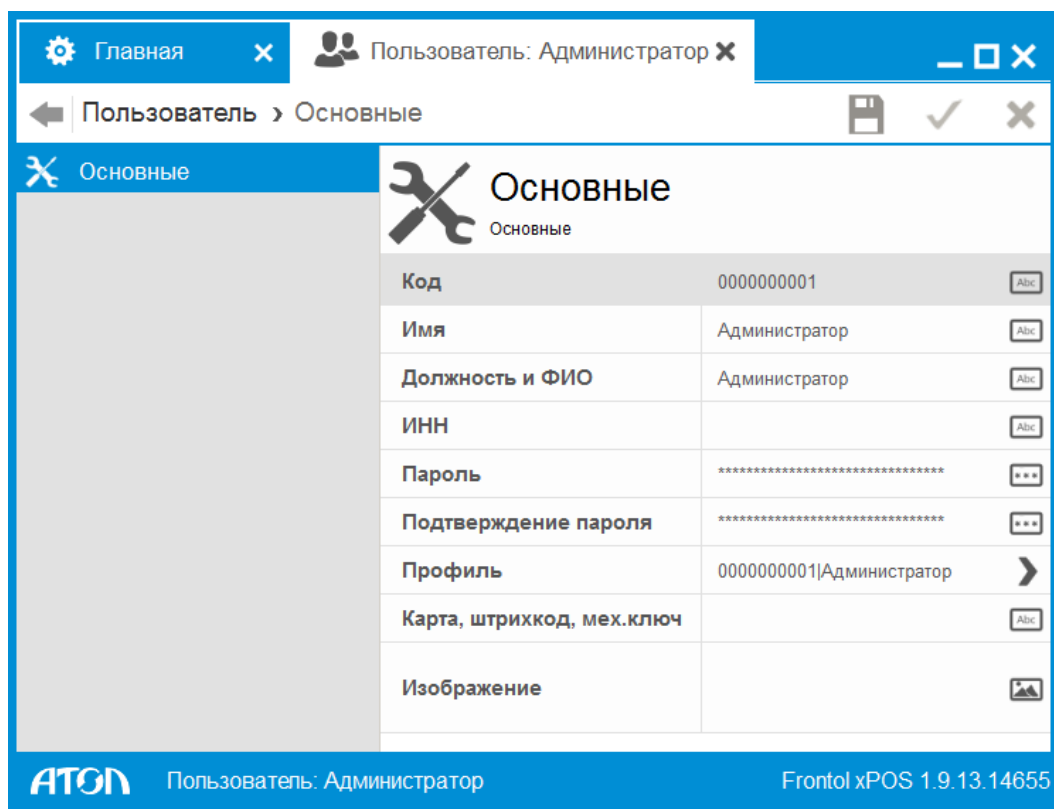 Главная
Пользователь: Администратор
Пользователь › Основные
Основные
Основные
Основные
Код 0000000001 Abc
Имя Администратор Abc
Должность и ФИО Администратор Abc
ИНН Abc
Пароль ********************************
Подтверждение пароля ********************************
Профиль 0000000001|Администратор
Карта, штрихкод, мех.ключ Abc
Изображение
АТОЛ Пользователь: Администратор Frontol xPOS 1.9.13.14655